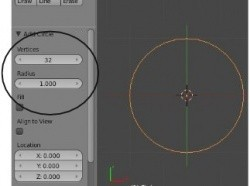 Draw Line Erase
Add Circle
Vertices
32
Radius
1.000
Fill
Align to View
Location
X: 0.000
Y: 0.000
Z: 0.000